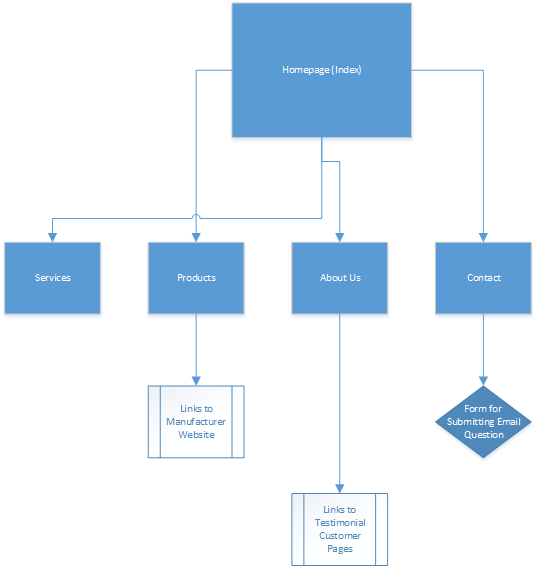 Homepage (Index)
Services
Products
About Us
Contact
Links to
Manufacturer
Website
Form for
Submitting Email
Question
Links to
Testimonial
Customer
Pages